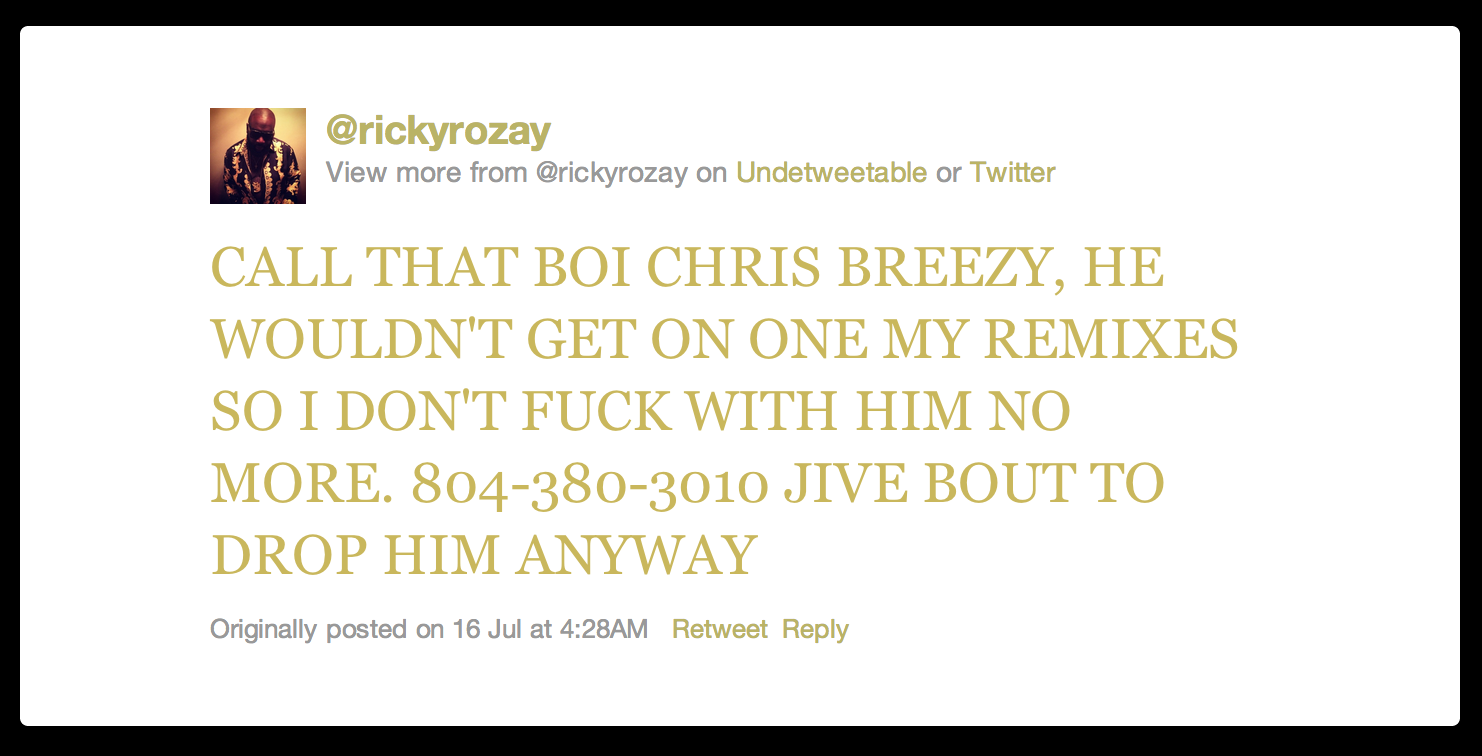 @rickyrozay
View more from @rickyrozay on Undetweetable or Twitter
CALL THAT BOI CHRIS BREEZY, HE
WOULDN'T GET ON ONE MY REMIXES
SO I DON'T FUCK WITH HIM NO
MORE. 804-380-3010 JIVE BOUT TO
DROP HIM ANYWAY
Originally posted on 16 Jul at 4:28AM Retweet Reply